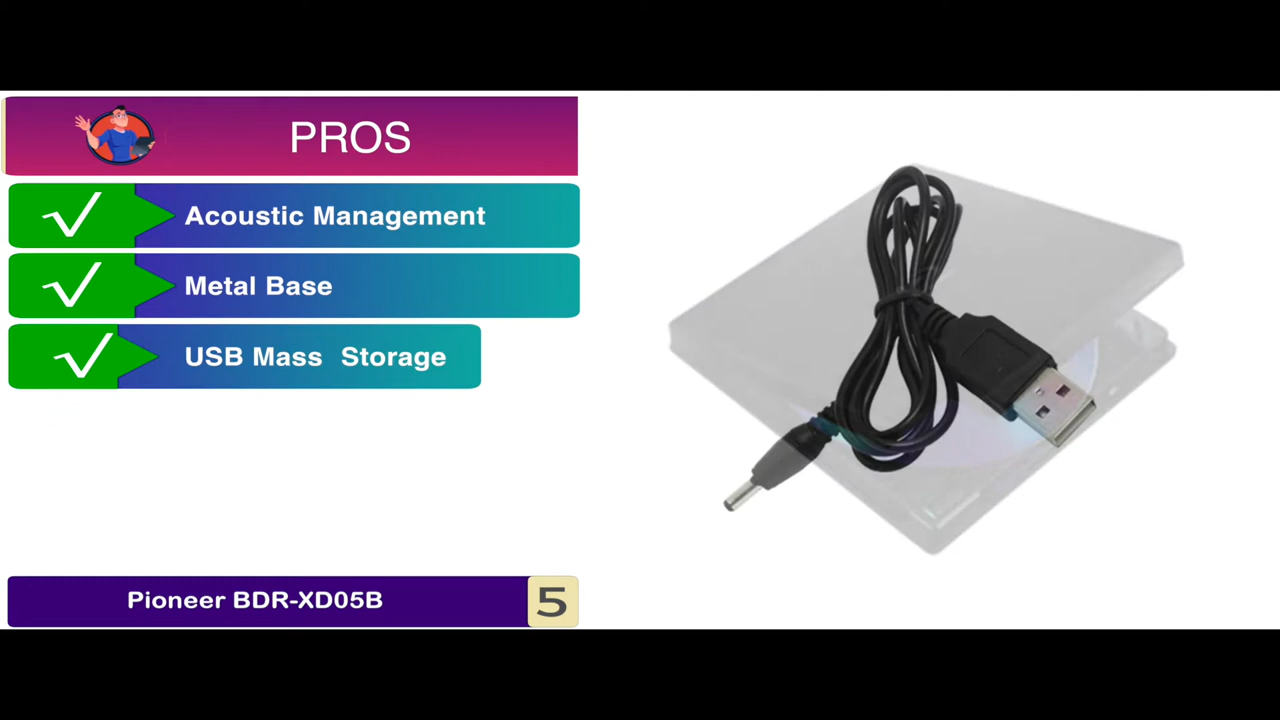 PROS
Acoustic Management
Metal Base
USB Mass Storage
Pioneer BDR-XD05B
5